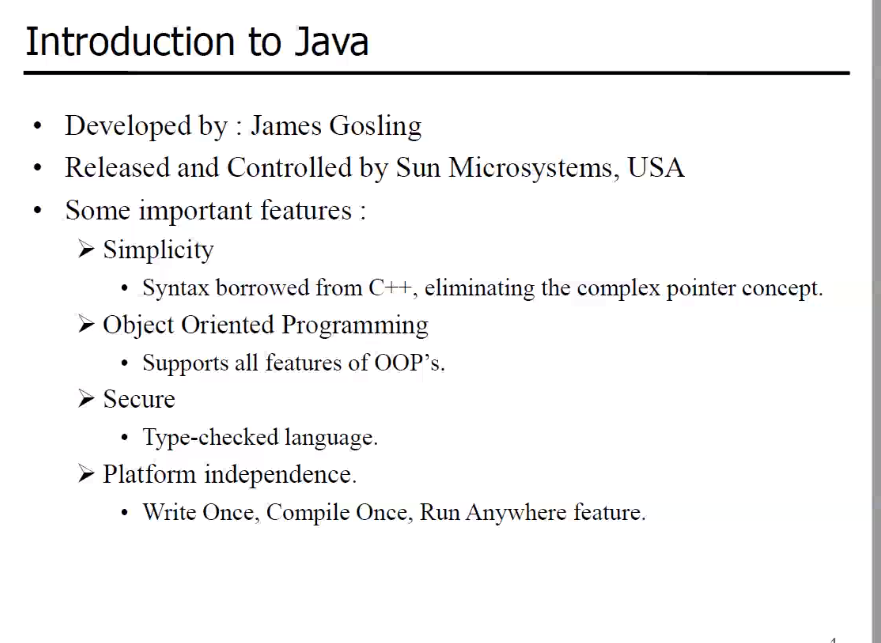 Introduction to Java
• Developed by : James Gosling
• Released and Controlled by Sun Microsystems, USA
• Some important features :
➤ Simplicity
• Syntax borrowed from C++, eliminating the complex pointer concept.
➤ Object Oriented Programming
• Supports all features of OOP’s.
➤ Secure
• Type-checked language.
➤ Platform independence.
• Write Once, Compile Once, Run Anywhere feature.